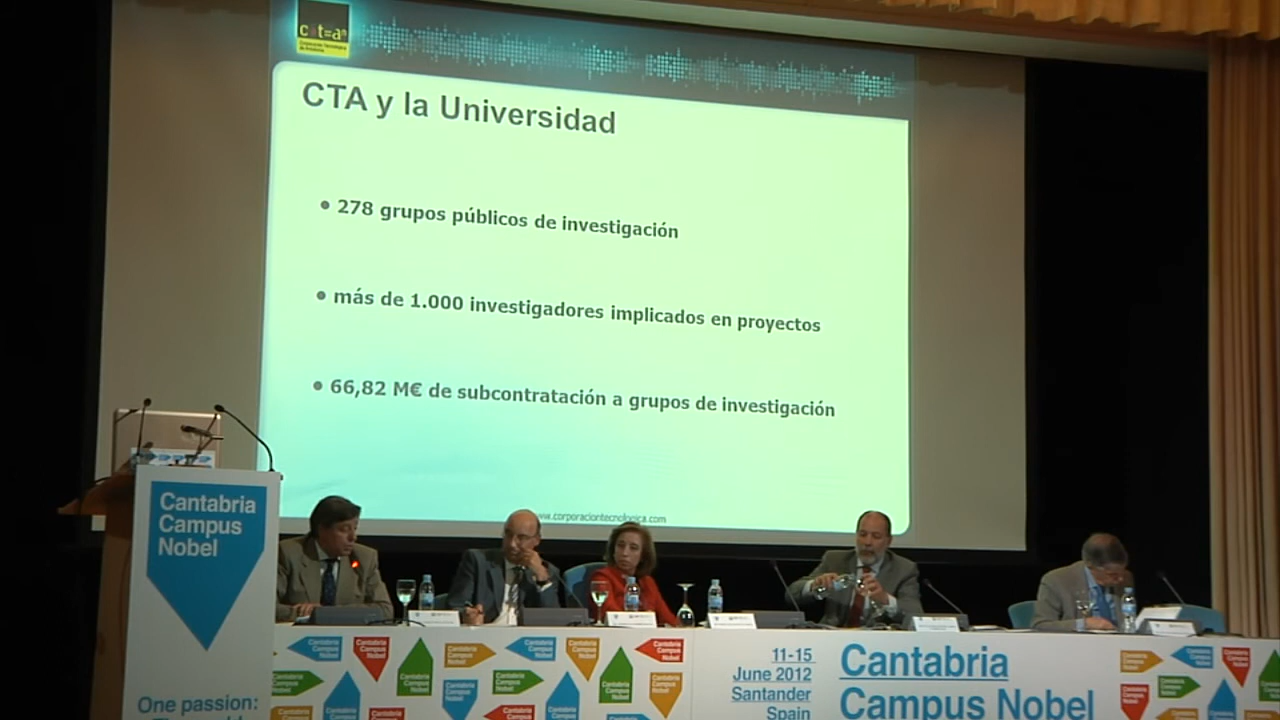 CTA y la Universidad
• 278 grupos públicos de investigación
• más de 1.000 investigadores implicados en proyectos
• 66,82 M€ de subcontratación a grupos de investigación
www.corporaciontecnologica.com
Cantabria
Campus
Nobel
One passion:
11-15
June 2012
Santander
Spain
Cantabria
Campus Nobel